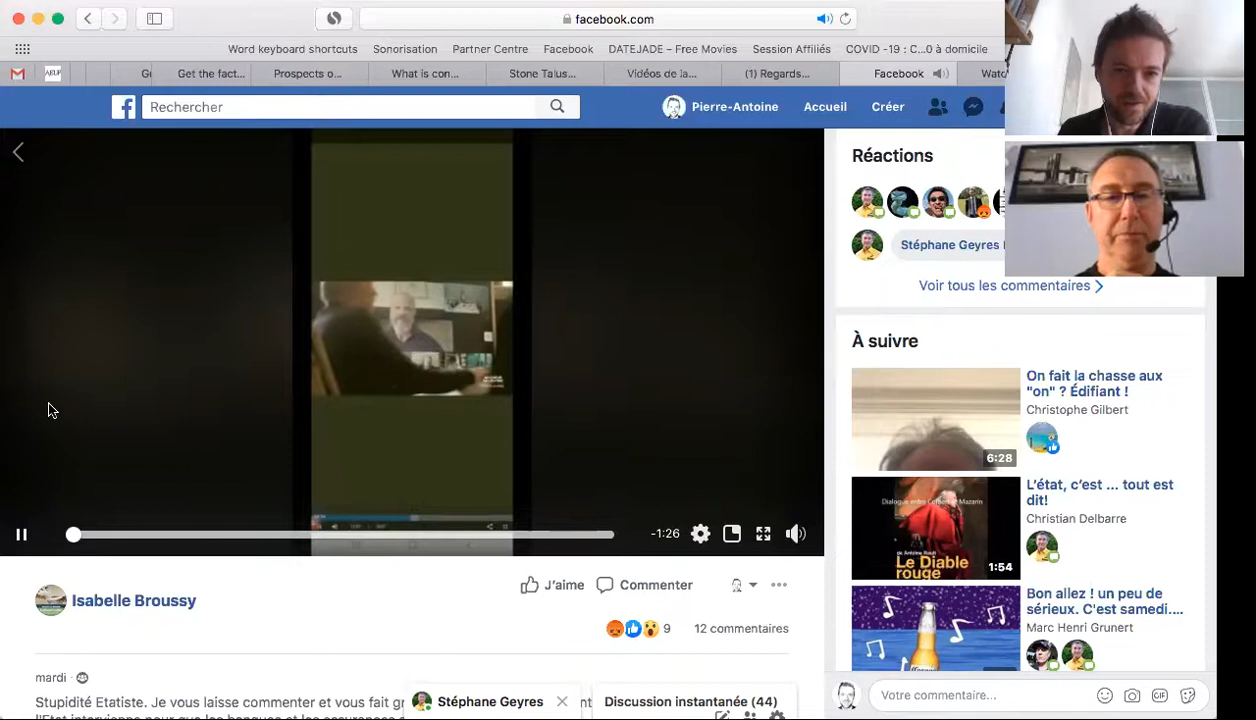 facebook.com
Word keyboard shortcuts Sonorisation Partner Centre Facebook DATEJADE – Free Movies Session Affiliés COVID -19 : C...0 à domicile
Get the fact... Prospects o... What is con... Stone Talus... Vidéos de la... (1) Regards... Facebook Watc
Rechercher
Pierre-Antoine Accueil Créer
Réactions
Stéphane Geyres
Voir tous les commentaires
À suivre
On fait la chasse aux
"on" ? Édifiant !
Christophe Gilbert
6:28
L'état, c'est ... tout est
dit!
Christian Delbarre
Le Diable
rouge
1:54
Bon allez ! un peu de
sérieux. C'est samedi....
Marc Henri Grunert
-1:26
Isabelle Broussy
J'aime Commenter
9 12 commentaires
mardi
Stupidité Etatiste. Je vous laisse commenter et vous fait
Stéphane Geyres
Discussion instantanée (44)
Votre commentaire...
GIF